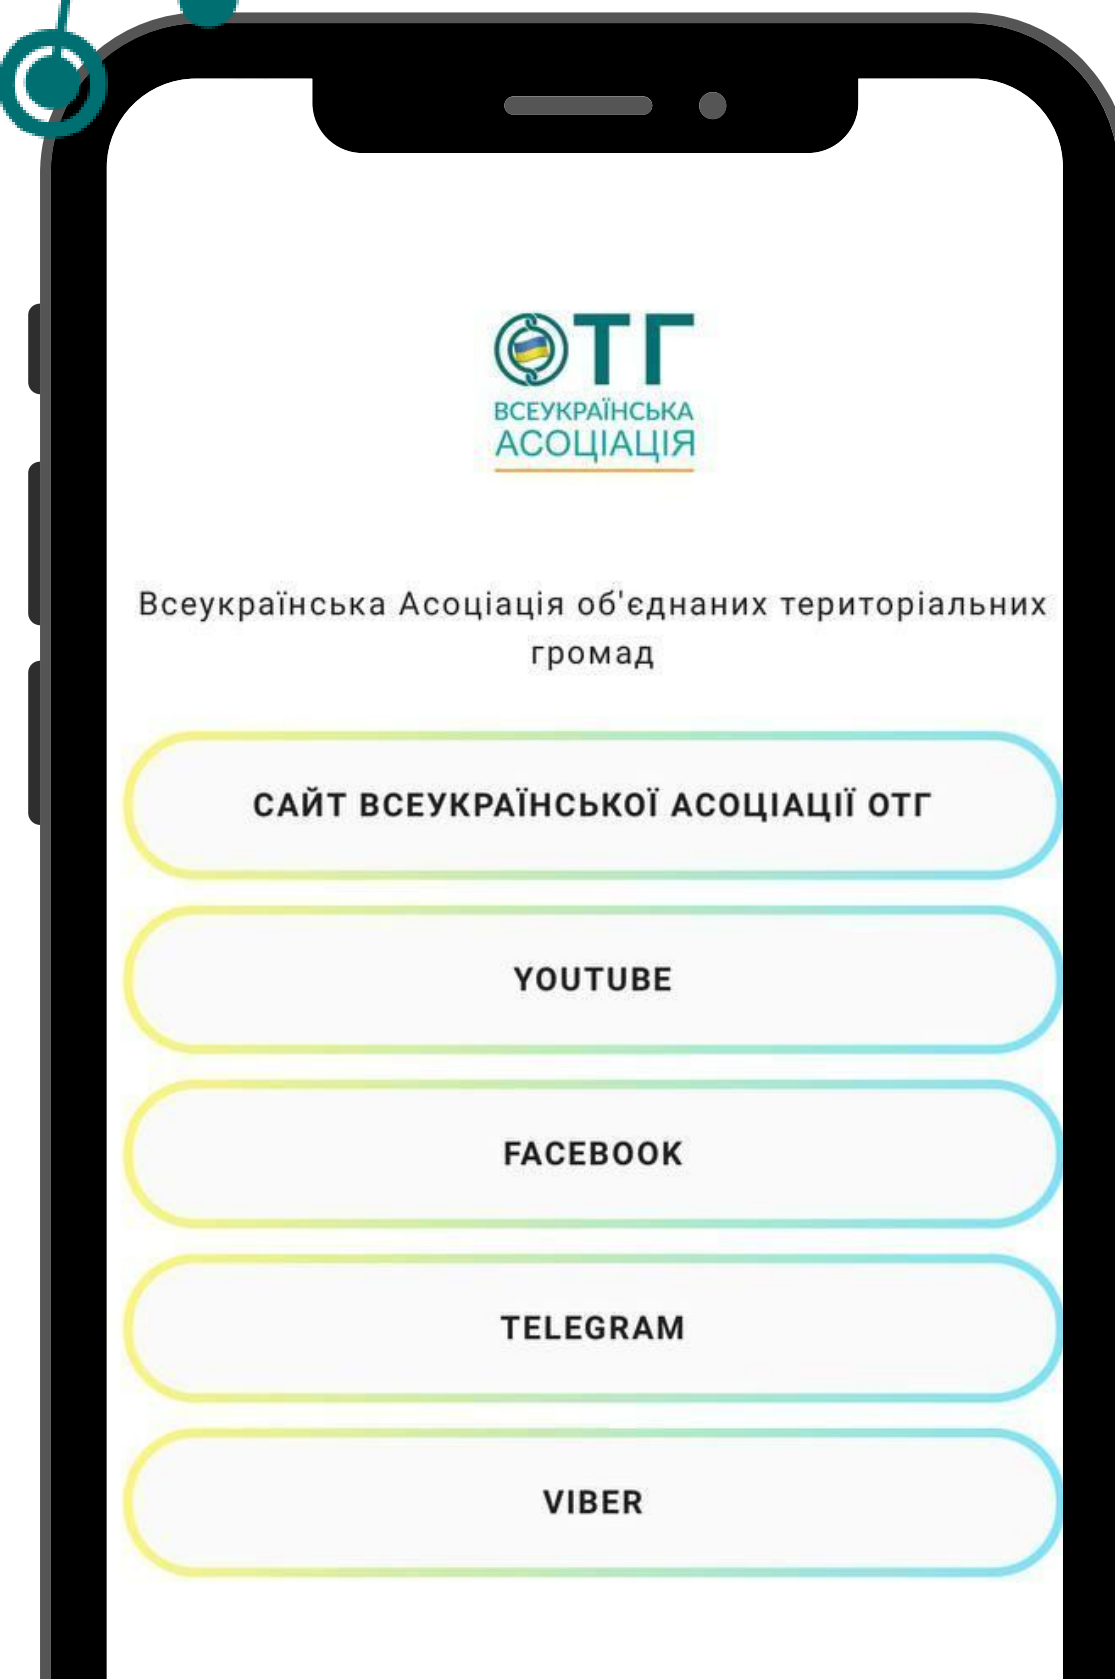 ОТГ
ВСЕУКРАЇНСЬКА
АСОЦІАЦІЯ
Всеукраїнська Асоціація об'єднаних територіальних
громад
САЙТ ВСЕУКРАЇНСЬКОЇ АСОЦІАЦІЇ ОТГ
YOUTUBE
FACEBOOK
TELEGRAM
VIBER